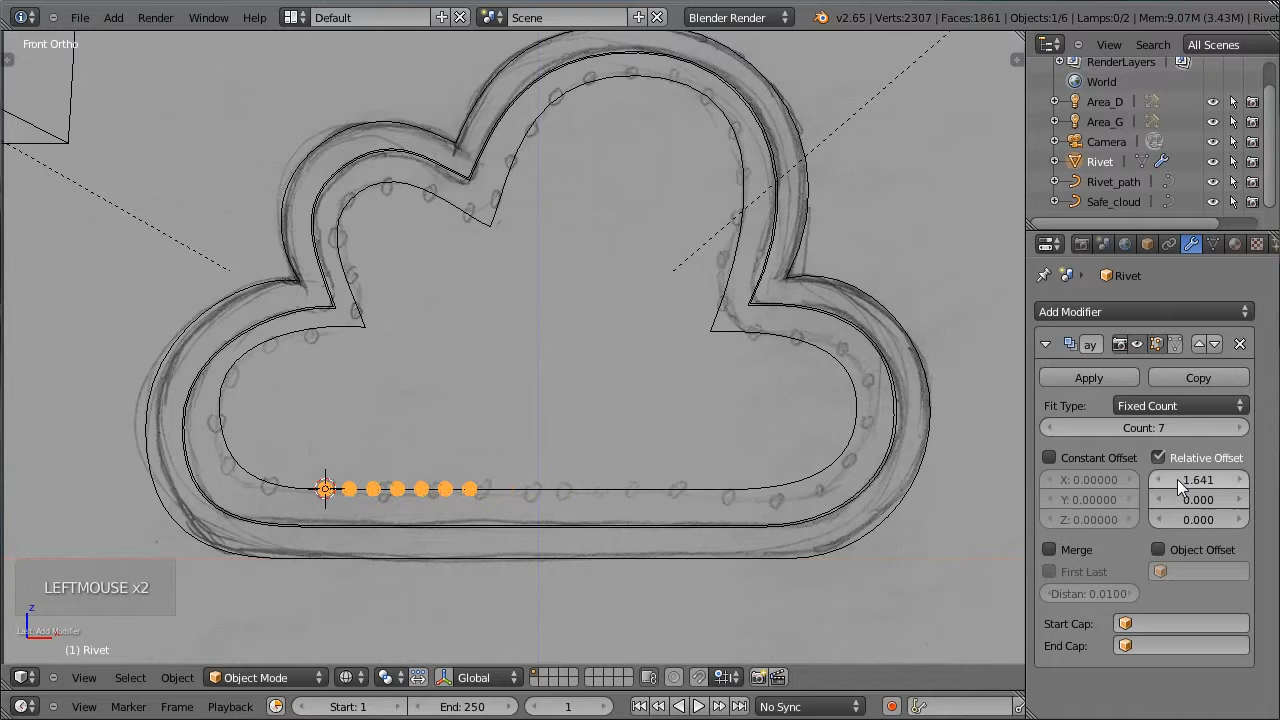 File Add Render Window Help Default Scene Blender Render v2.65 | Verts:2307 | Faces:1861 | Objects:1/6 | Lamps:0/2 | Mem:9.07M (3.43M) | Rivet
Front Ortho
View Search All Scenes
RenderLayers
World
Area_D
Area_G
Camera
Rivet
Rivet_path
Safe_cloud
Rivet
Add Modifier
ay
Apply Copy
Fit Type: Fixed Count
Count: 7
Constant Offset Relative Offset
X: 0.00000 1.641
Y: 0.00000 0.000
Z: 0.00000 0.000
Merge Object Offset
First Last
Distan: 0.0100
Start Cap:
End Cap:
LEFTMOUSE x2
z
Last: Add Modifier
(1) Rivet
View Select Object Object Mode Global
View Marker Frame Playback Start: 1 End: 250 1 No Sync